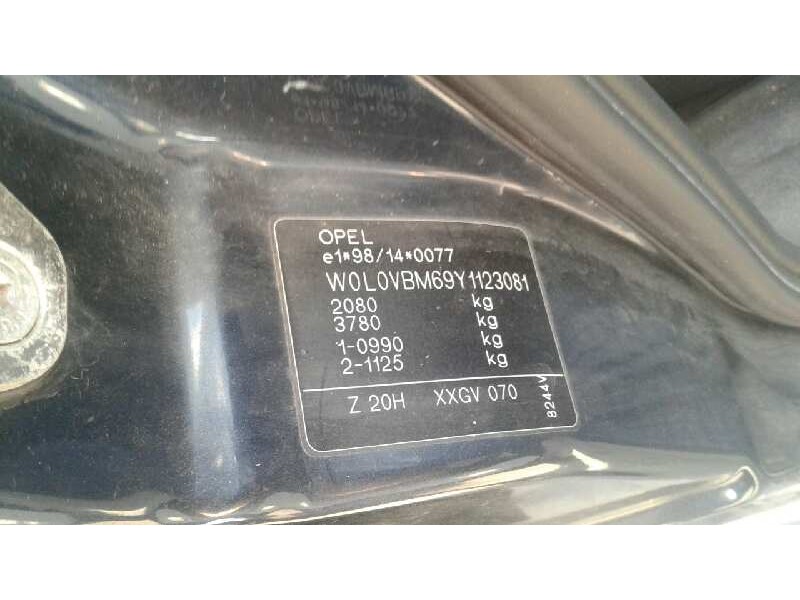 OPEL
e1*98/14*0077
W0L0VBM69Y1123081
2080 kg
3780 kg
1-0990 kg
2-1125 kg
Z 20H XXGV 070
8244V